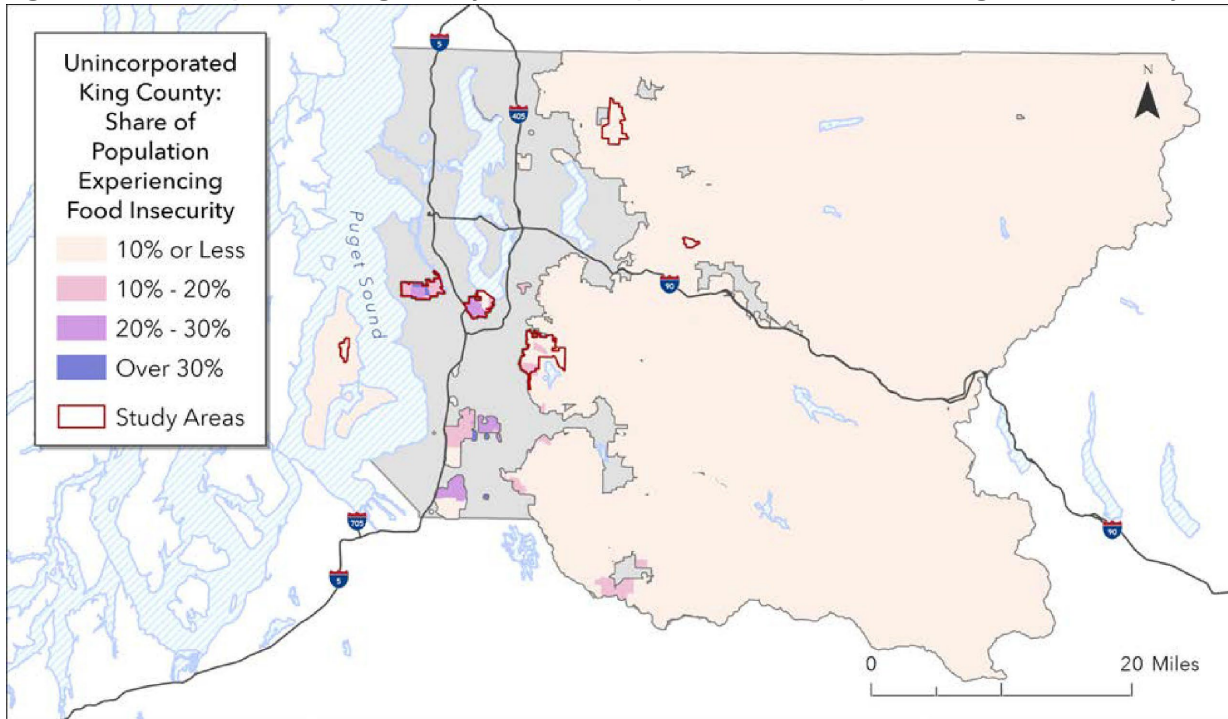 Unincorporated
King County:
Share of
Population
Experiencing
Food Insecurity
10% or Less
10% - 20%
20% - 30%
Over 30%
Study Areas
Puget Sound
5
405
90
90
705
5
N
0 20 Miles